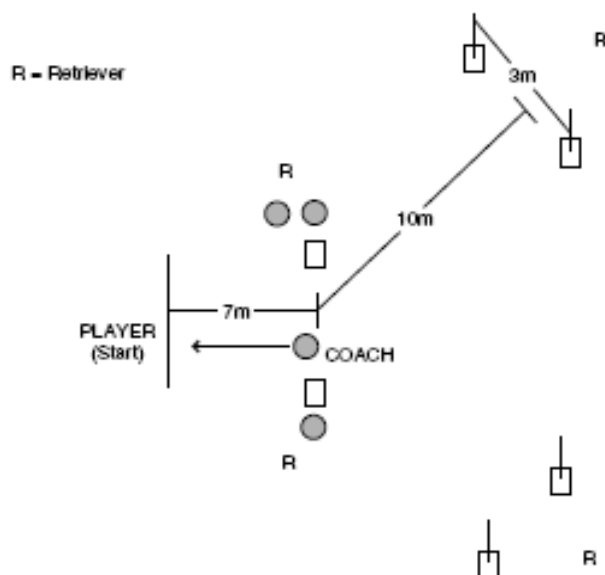 R
R = Retriever
3m
R
10m
7m
PLAYER
(Start)
COACH
R
R